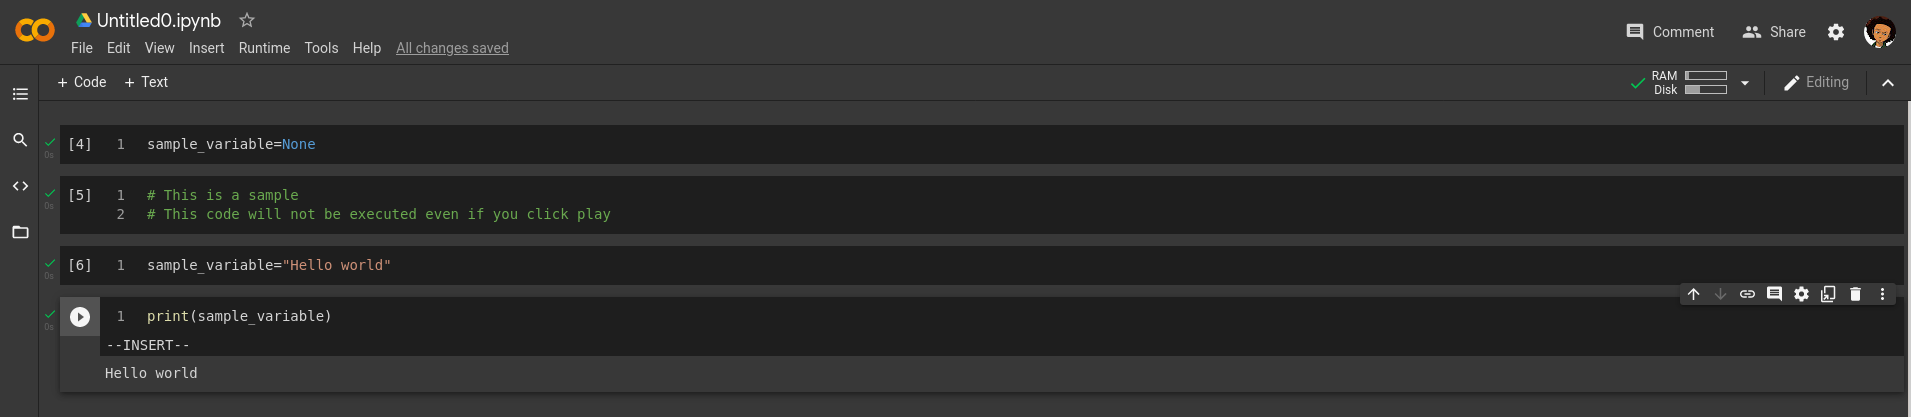 Untitled0.ipynb
File Edit View Insert Runtime Tools Help All changes saved
Comment Share
+ Code + Text
RAM
Disk
Editing
[4] 1 sample_variable=None
0s
[5] 1 # This is a sample
0s
2 # This code will not be executed even if you click play
[6] 1 sample_variable="Hello world"
0s
1 print(sample_variable)
0s
--INSERT--
Hello world